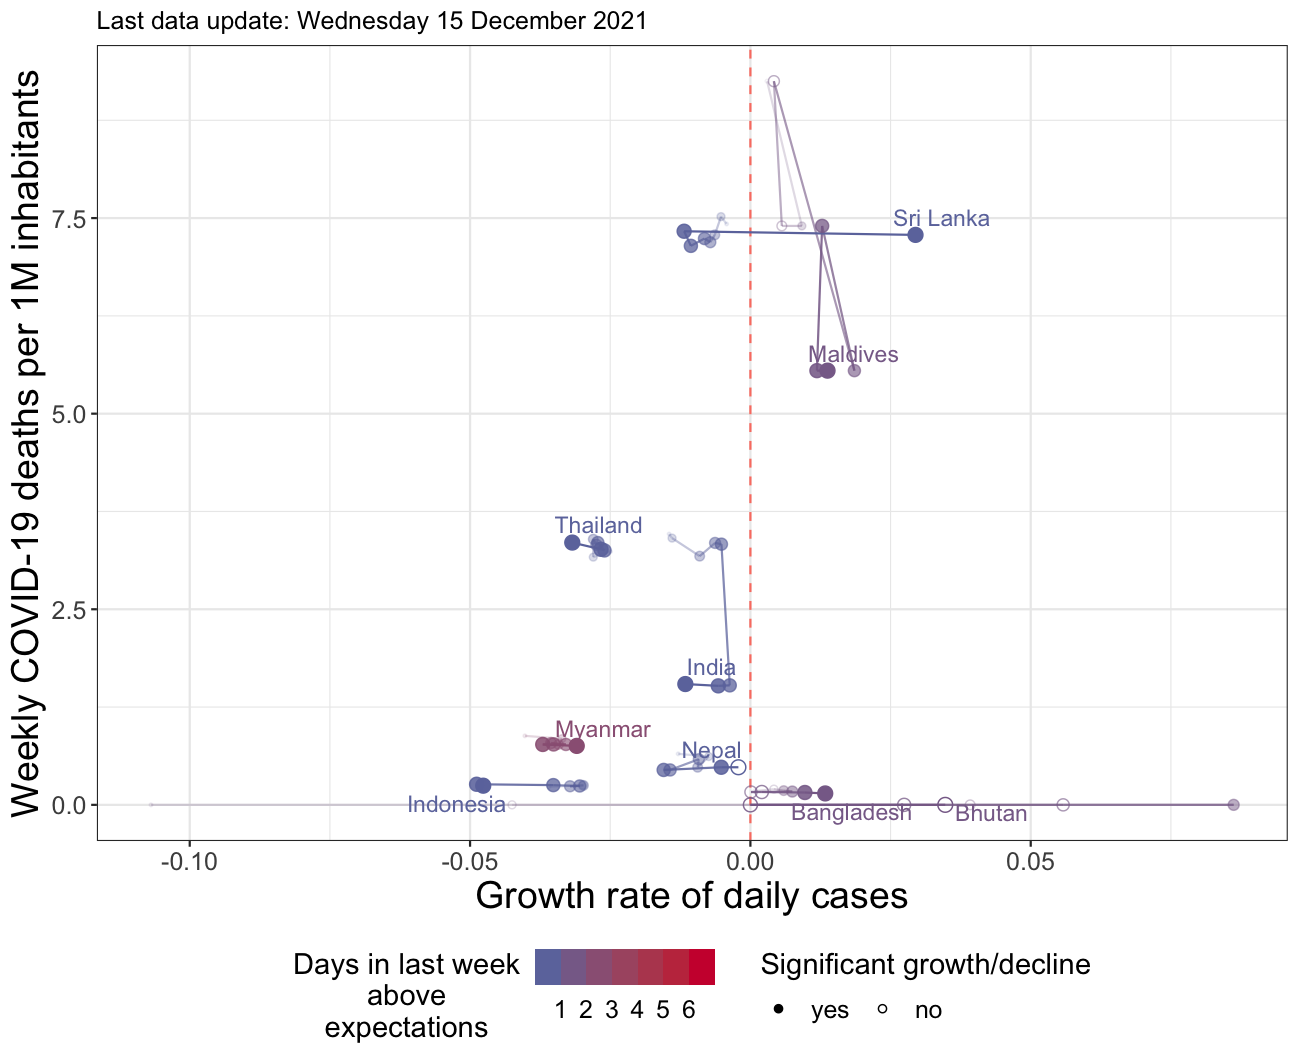 Last data update: Wednesday 15 December 2021
Weekly COVID-19 deaths per 1M inhabitants
7.5
5.0
2.5
0.0
Sri Lanka
Maldives
Thailand
India
Myanmar
Nepal
Indonesia
Bangladesh
Bhutan
-0.10
-0.05
0.00
0.05
Growth rate of daily cases
Days in last week
above
expectations
1 2 3 4 5 6
Significant growth/decline
yes
no